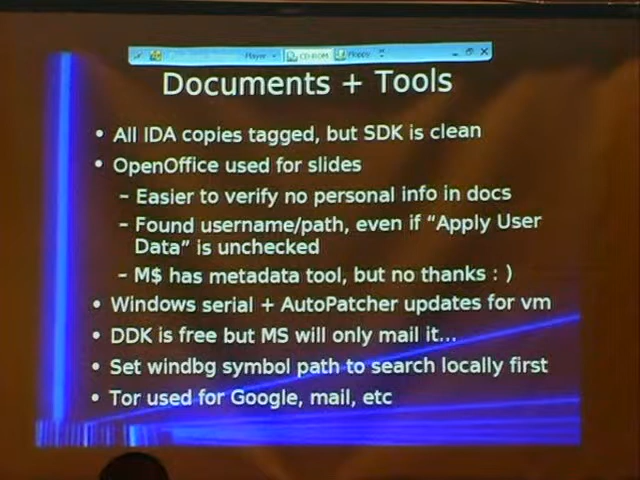 Player CD-ROM Floppy
Documents + Tools
• All IDA copies tagged, but SDK is clean
• OpenOffice used for slides
– Easier to verify no personal info in docs
– Found username/path, even if “Apply User
Data” is unchecked
– M$ has metadata tool, but no thanks : )
• Windows serial + AutoPatcher updates for vm
• DDK is free but MS will only mail it...
• Set windbg symbol path to search locally first
• Tor used for Google, mail, etc